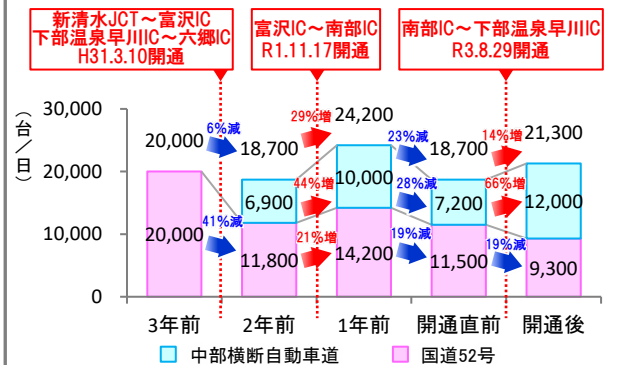 新清水JCT～富沢IC
下部温泉早川IC～六郷IC
H31.3.10開通
富沢IC～南部IC
R1.11.17開通
南部IC～下部温泉早川IC
R3.8.29開通
(台/日)
30,000
20,000
10,000
0
20,000
6%減
18,700
29%増
24,200
23%減
18,700
14%増
21,300
6,900
44%増
10,000
28%減
7,200
66%増
12,000
20,000
41%減
11,800
21%増
14,200
19%減
11,500
19%減
9,300
3年前
2年前
1年前
開通直前
開通後
中部横断自動車道
国道52号